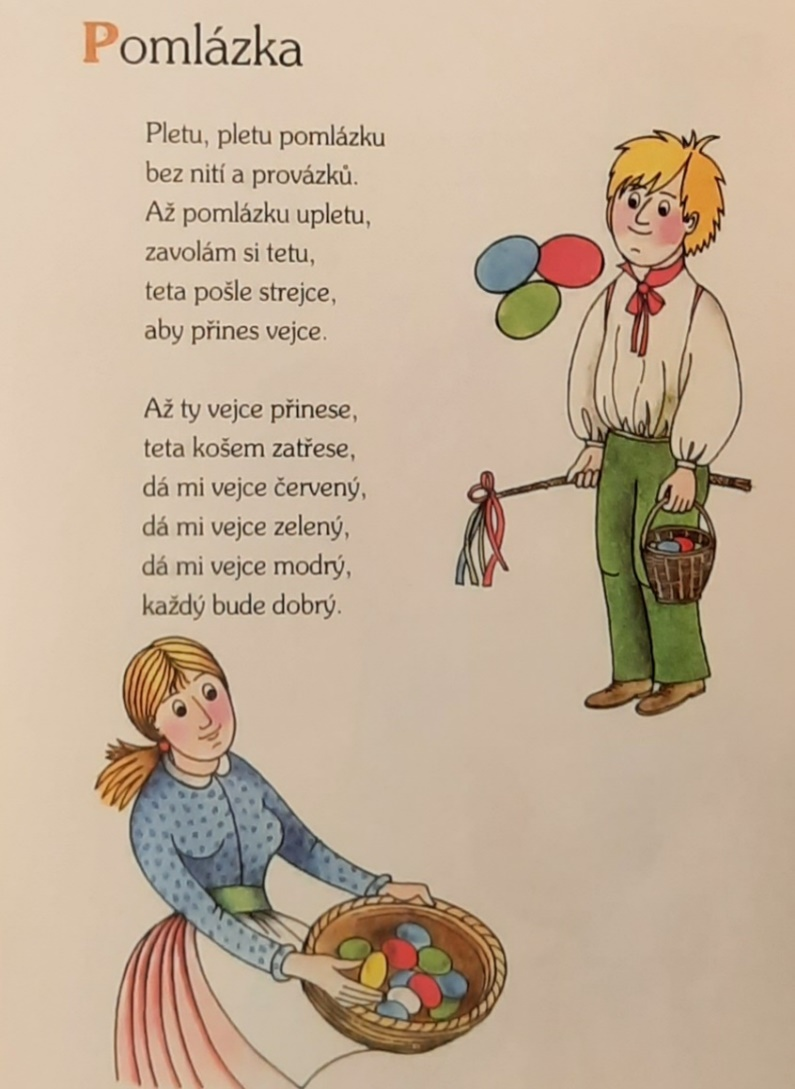 Pomlázka
Pletu, pletu pomlázku
bez nití a provázků.
Až pomlázku upletu,
zavolám si tetu,
teta pošle strejce,
aby přines vejce.
Až ty vejce přinese,
teta košem zatřese,
dá mi vejce červený,
dá mi vejce zelený,
dá mi vejce modrý,
každý bude dobrý.